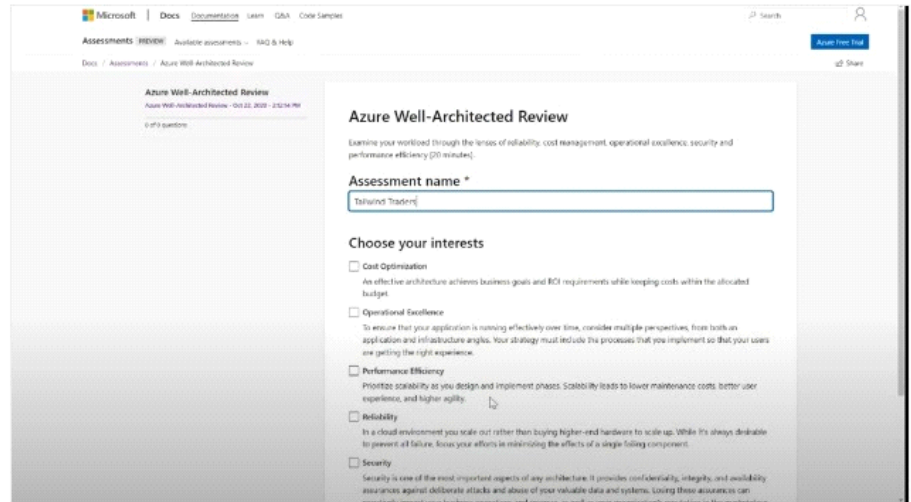 Microsoft | Docs Documentation Learn Q&A Code Samples Search
Assessments PREVIEW Available assessments FAQ & Help Azure Free Trial
Docs / Assessments / Azure Well-Architected Review Share
Azure Well-Architected Review
Azure Well-Architected Review - Oct 22, 2020 - 2:12:14 PM
0 of 9 questions
Azure Well-Architected Review
Examine your workload through the lenses of reliability, cost management, operational excellence, security and
performance efficiency (20 minutes).
Assessment name *
Tailwind Traders
Choose your interests
Cost Optimization
An effective architecture achieves business goals and ROI requirements while keeping costs within the allocated
budget.
Operational Excellence
To ensure that your application is running effectively over time, consider multiple perspectives, from both an
application and infrastructure angles. Your strategy must include the processes that you implement so that your users
are getting the right experience.
Performance Efficiency
Prioritize scalability as you design and implement phases. Scalability leads to lower maintenance costs, better user
experience, and higher agility.
Reliability
In a cloud environment you scale out rather than buying higher-end hardware to scale up. While it's always desirable
to prevent all failure, focus your efforts in minimizing the effects of a single failing component.
Security
Security is one of the most important aspects of any architecture. It provides confidentiality, integrity, and availability
assurances against deliberate attacks and abuse of your valuable data and systems. Losing these assurances can